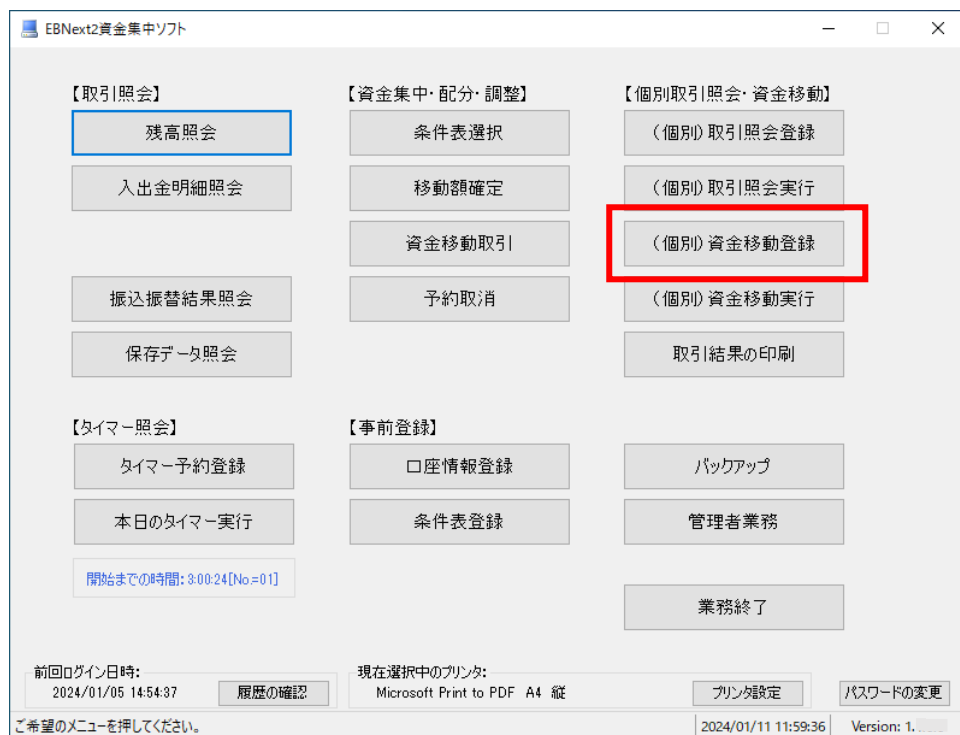 EBNext2資金集中ソフト
【取引照会】
残高照会
入出金明細照会
振込振替結果照会
保存データ照会
【資金集中・配分・調整】
条件表選択
移動額確定
資金移動取引
予約取消
【個別取引照会・資金移動】
(個別)取引照会登録
(個別)取引照会実行
(個別)資金移動登録
(個別)資金移動実行
取引結果の印刷
【タイマー照会】
タイマー予約登録
本日のタイマー実行
開始までの時間:3:00:24[No.=01]
【事前登録】
口座情報登録
条件表登録
バックアップ
管理者業務
業務終了
前回ログイン日時:
2024/01/05 14:54:37
履歴の確認
現在選択中のプリンタ:
Microsoft Print to PDF A4 縦
プリンタ設定
パスワードの変更
ご希望のメニューを押してください。
2024/01/11 11:59:36
Version: 1.